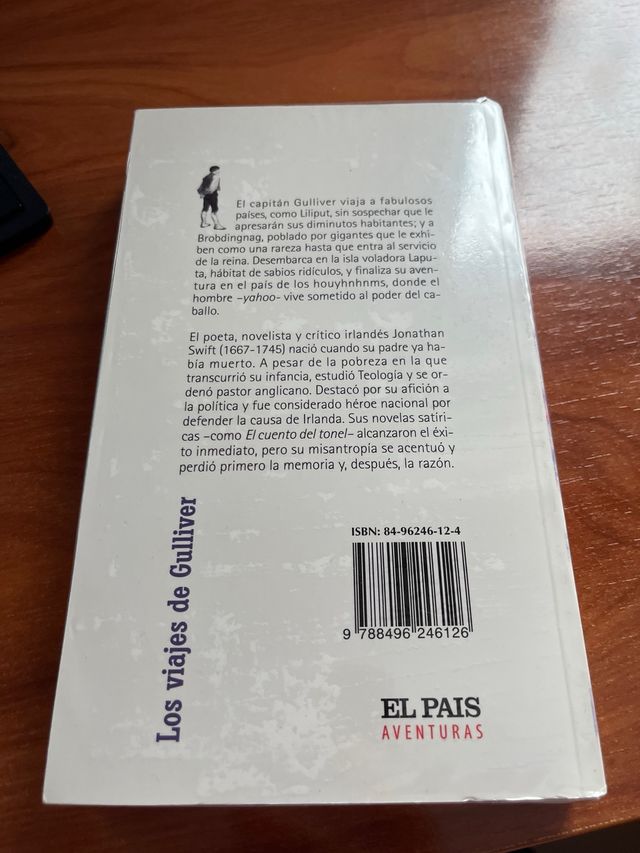 El capitán Gulliver viaja a fabulosos
países, como Liliput, sin sospechar que le
apresarán sus diminutos habitantes; y a
Brobdingnag, poblado por gigantes que le exhi-
ben como una rareza hasta que entra al servicio
de la reina. Desembarca en la isla voladora Lapu-
ta, hábitat de sabios ridículos, y finaliza su aven-
tura en el país de los houyhnhnms, donde el
hombre –yahoo– vive sometido al poder del ca-
ballo.
El poeta, novelista y crítico irlandés Jonathan
Swift (1667-1745) nació cuando su padre ya ha-
bía muerto. A pesar de la pobreza en la que
transcurrió su infancia, estudió Teología y se or-
denó pastor anglicano. Destacó por su afición a
la política y fue considerado héroe nacional por
defender la causa de Irlanda. Sus novelas satíri-
cas –como El cuento del tonel– alcanzaron el éxi-
to inmediato, pero su misantropía se acentuó y
perdió primero la memoria y, después, la razón.
Los viajes de Gulliver
ISBN: 84-96246-12-4
9 788496 246126
EL PAIS
AVENTURAS